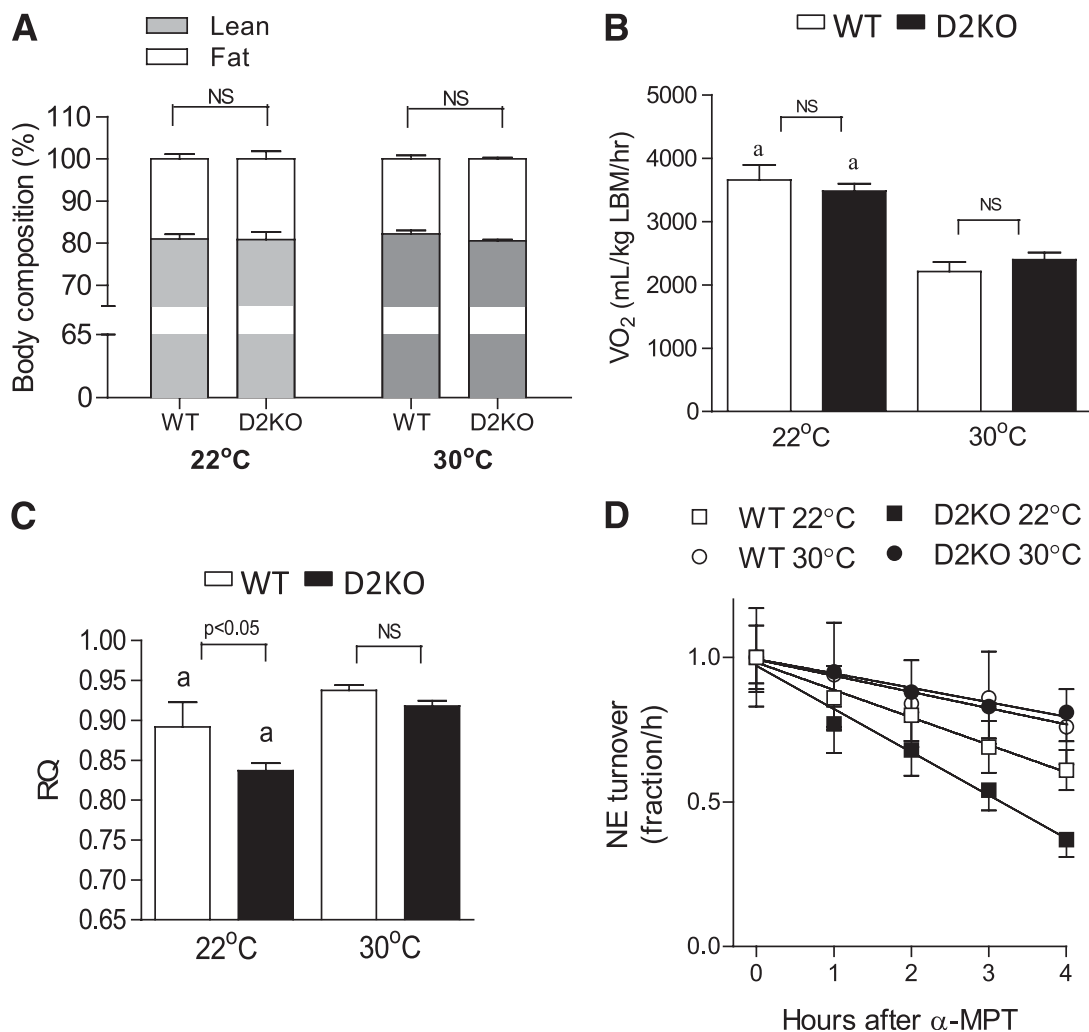 A
Lean
Fat
NS
NS
110
100
90
80
70
65
0
Body composition (%)
WT
D2KO
WT
D2KO
22°C
30°C
B
WT
D2KO
NS
NS
a
a
5000
4000
3000
2000
1000
0
VO₂ (mL/kg LBM/hr)
22°C
30°C
C
WT
D2KO
p<0.05
NS
a
a
1.00
0.95
0.90
0.85
0.80
0.75
0.70
0.65
RQ
22°C
30°C
D
WT 22°C
D2KO 22°C
WT 30°C
D2KO 30°C
1.0
0.5
0.0
NE turnover
(fraction/h)
0 1 2 3 4
Hours after α-MPT